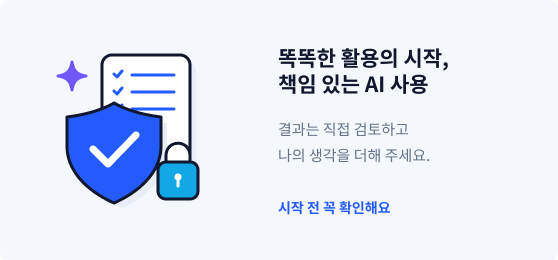 똑똑한 활용의 시작,
책임 있는 AI 사용
결과는 직접 검토하고
나의 생각을 더해 주세요.
시작 전 꼭 확인해요